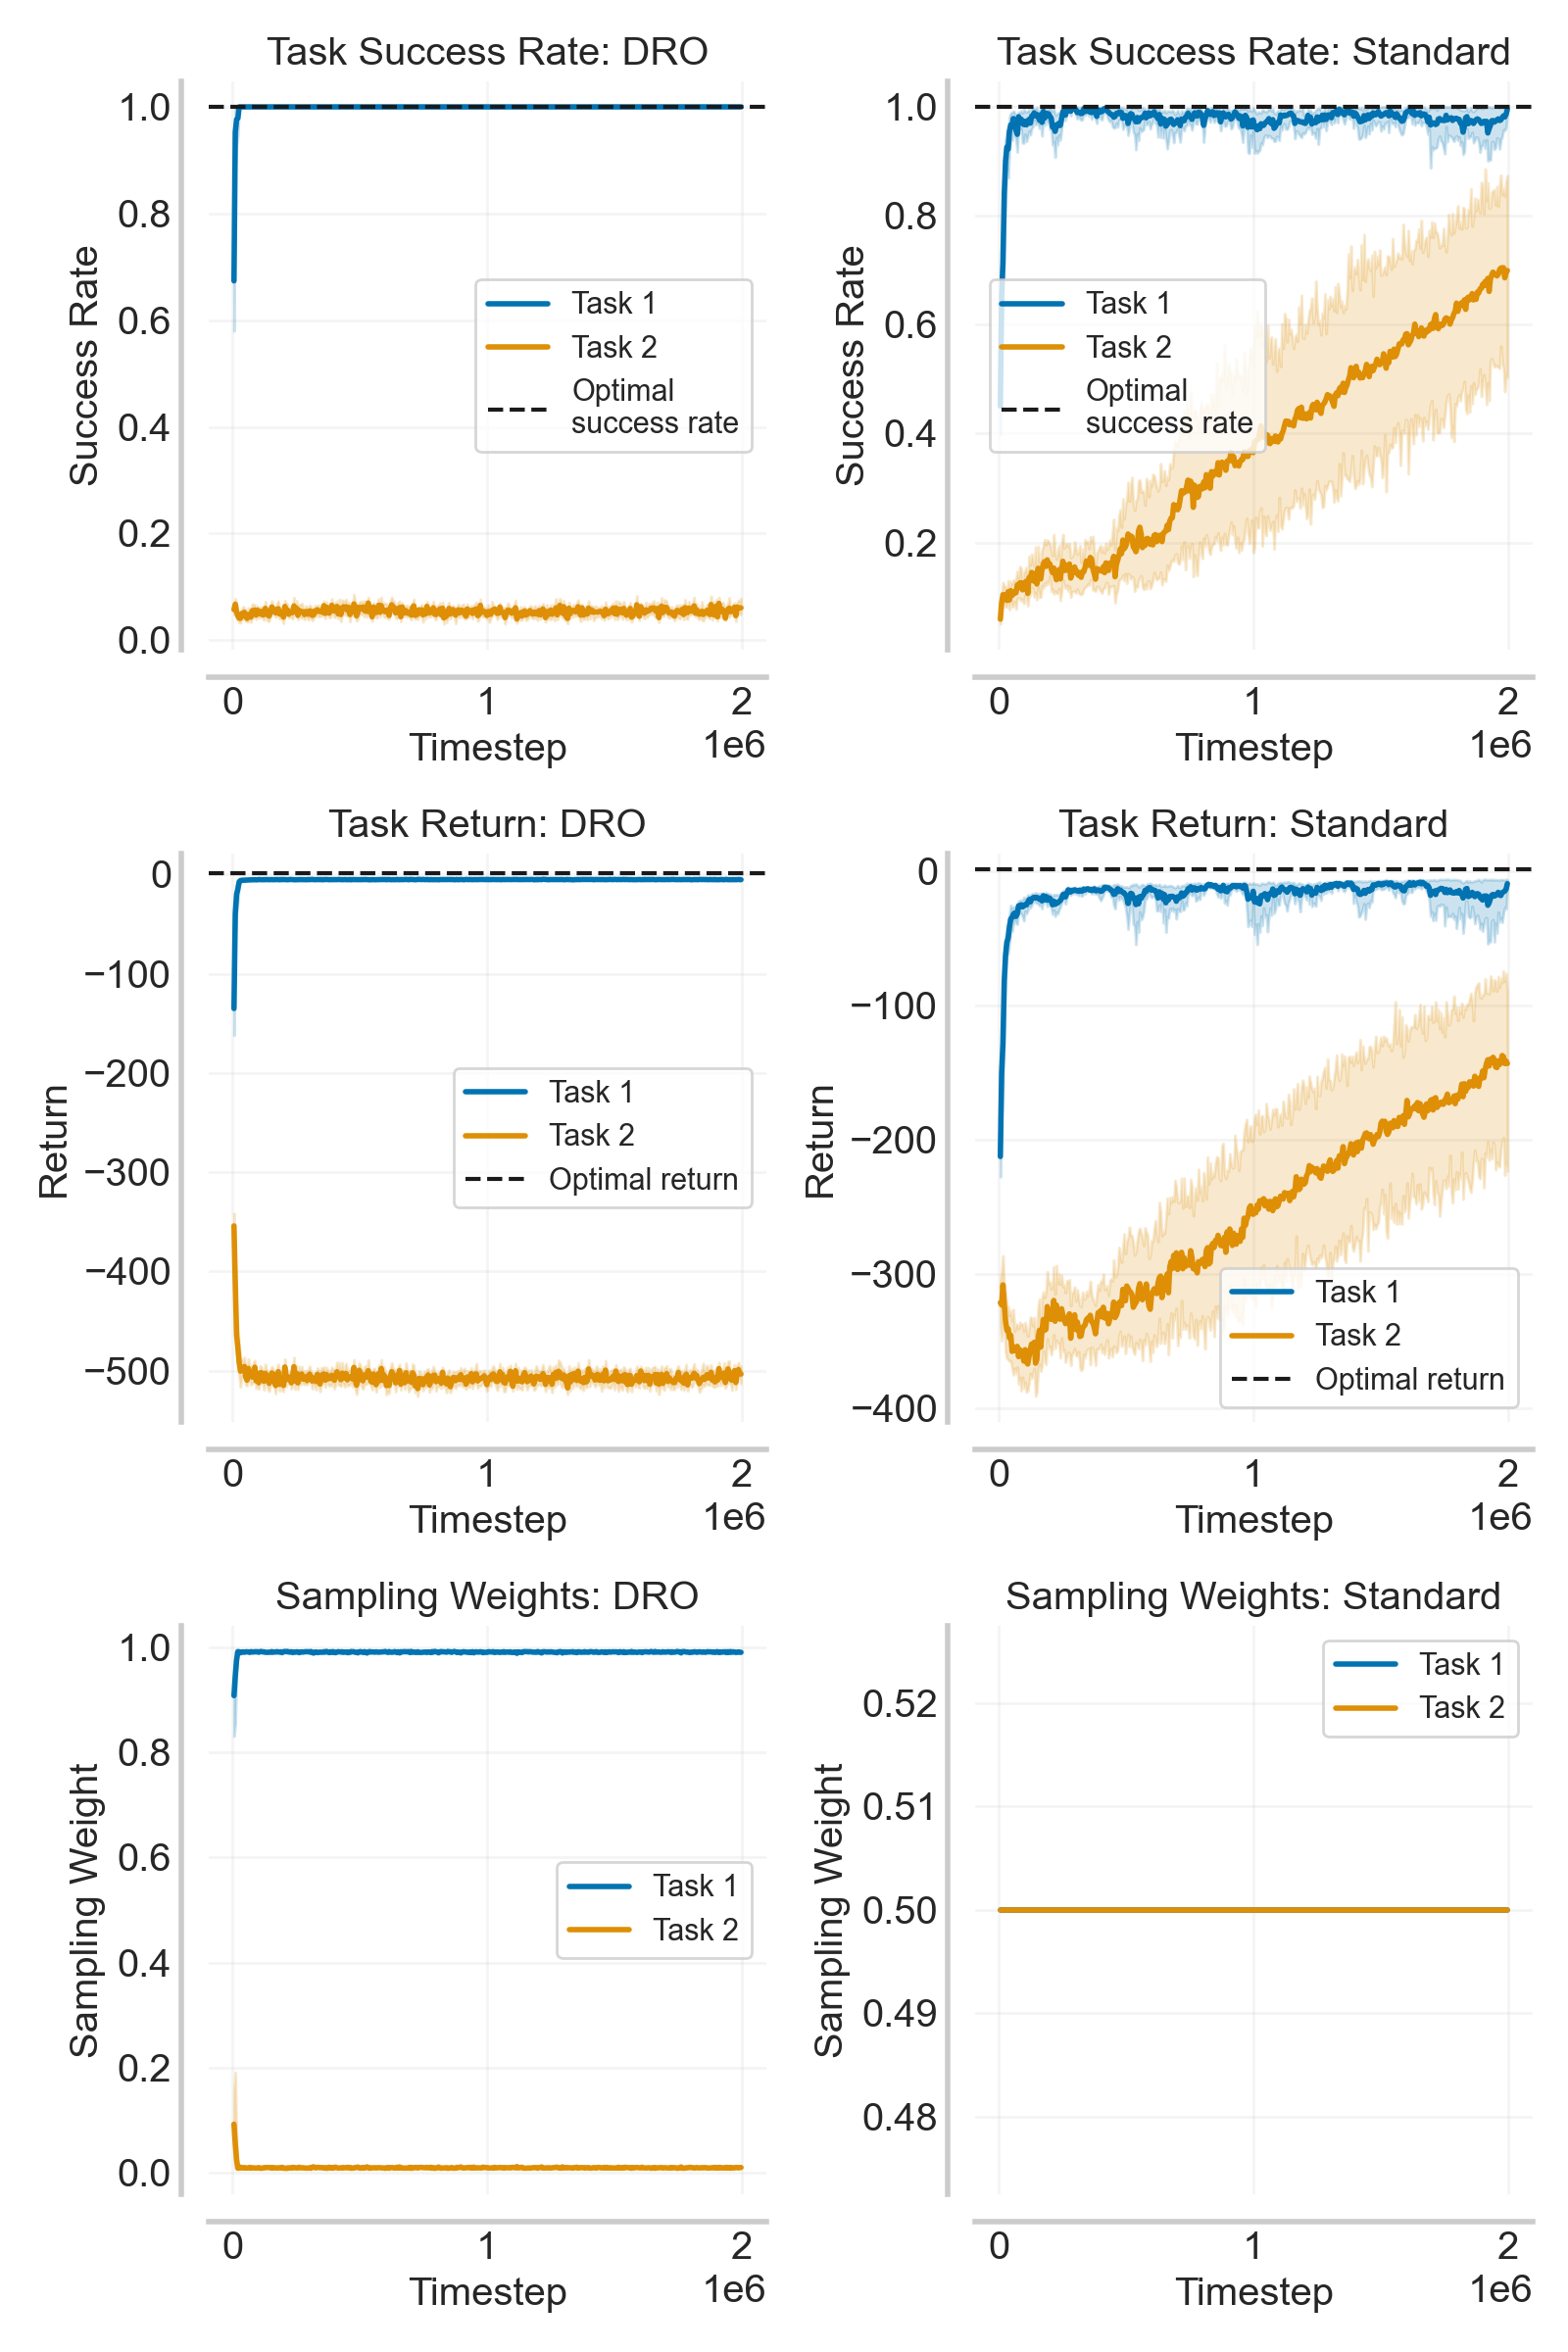 Task Success Rate: DRO
1.0
0.8
0.6
0.4
0.2
0.0
Success Rate
Task 1
Task 2
Optimal
success rate
0 1 2
1e6
Timestep
Task Success Rate: Standard
1.0
0.8
0.6
0.4
0.2
Success Rate
Task 1
Task 2
Optimal
success rate
0 1 2
1e6
Timestep
Task Return: DRO
0
−100
−200
−300
−400
−500
Return
Task 1
Task 2
Optimal return
0 1 2
1e6
Timestep
Task Return: Standard
0
−100
−200
−300
−400
Return
Task 1
Task 2
Optimal return
0 1 2
1e6
Timestep
Sampling Weights: DRO
1.0
0.8
0.6
0.4
0.2
0.0
Sampling Weight
Task 1
Task 2
0 1 2
1e6
Timestep
Sampling Weights: Standard
0.52
0.51
0.50
0.49
0.48
Sampling Weight
Task 1
Task 2
0 1 2
1e6
Timestep